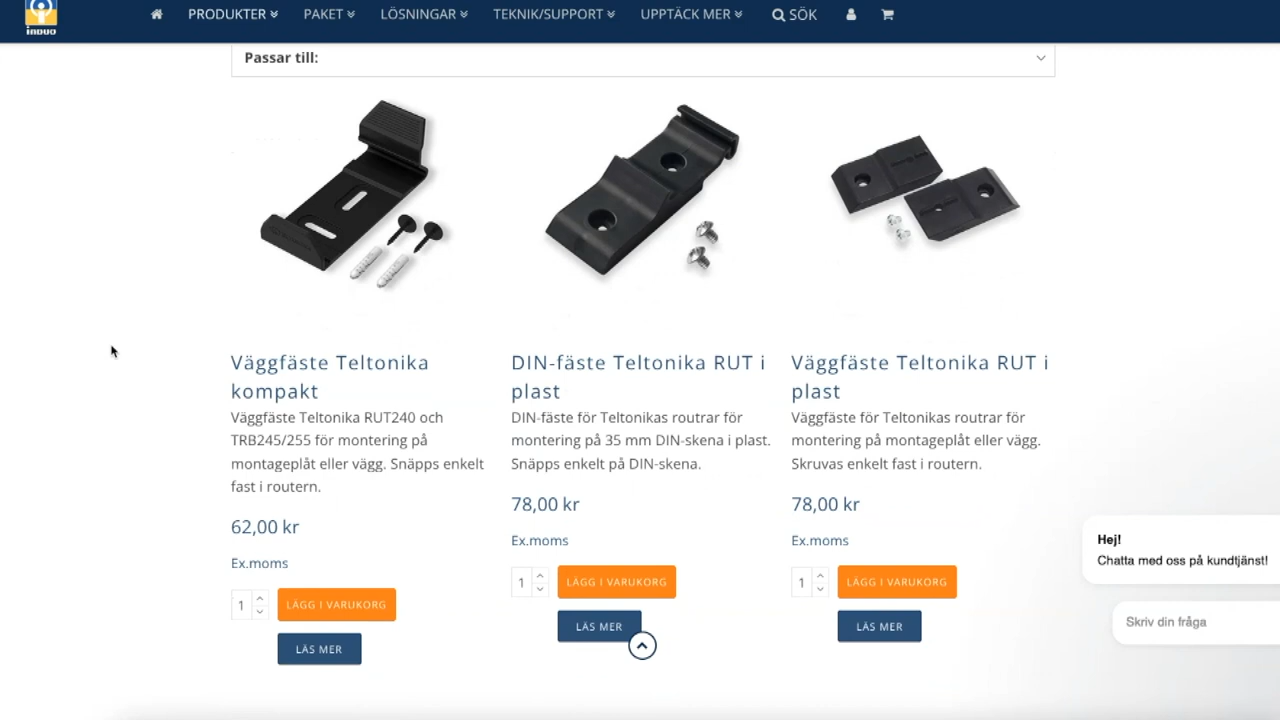 INDUO
PRODUKTER
PAKET
LÖSNINGAR
TEKNIK/SUPPORT
UPPTÄCK MER
SÖK
Passar till:
Väggfäste Teltonika
kompakt
Väggfäste Teltonika RUT240 och
TRB245/255 för montering på
montageplåt eller vägg. Snäpps enkelt
fast i routern.
62,00 kr
Ex.moms
1
LÄGG I VARUKORG
LÄS MER
DIN-fäste Teltonika RUT i
plast
DIN-fäste för Teltonikas routrar för
montering på 35 mm DIN-skena i plast.
Snäpps enkelt på DIN-skena.
78,00 kr
Ex.moms
1
LÄGG I VARUKORG
LÄS MER
Väggfäste Teltonika RUT i
plast
Väggfäste för Teltonikas routrar för
montering på montageplåt eller vägg.
Skruvas enkelt fast i routern.
78,00 kr
Ex.moms
1
LÄGG I VARUKORG
LÄS MER
Hej!
Chatta med oss på kundtjänst!
Skriv din fråga